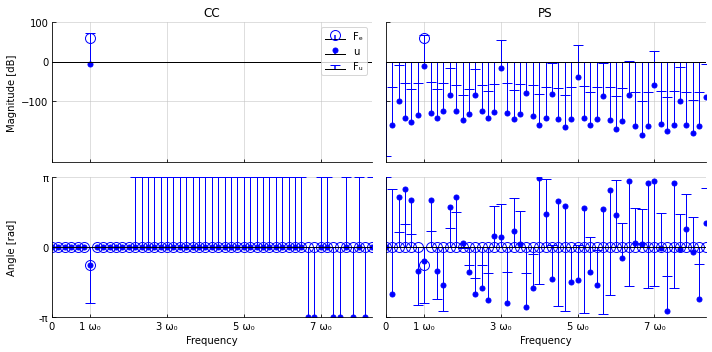 CC
PS
Magnitude [dB]
100
0
−100
Fₑ
u
Fᵤ
Angle [rad]
π
0
-π
0
1 ω₀
3 ω₀
5 ω₀
7 ω₀
Frequency
0
1 ω₀
3 ω₀
5 ω₀
7 ω₀
Frequency